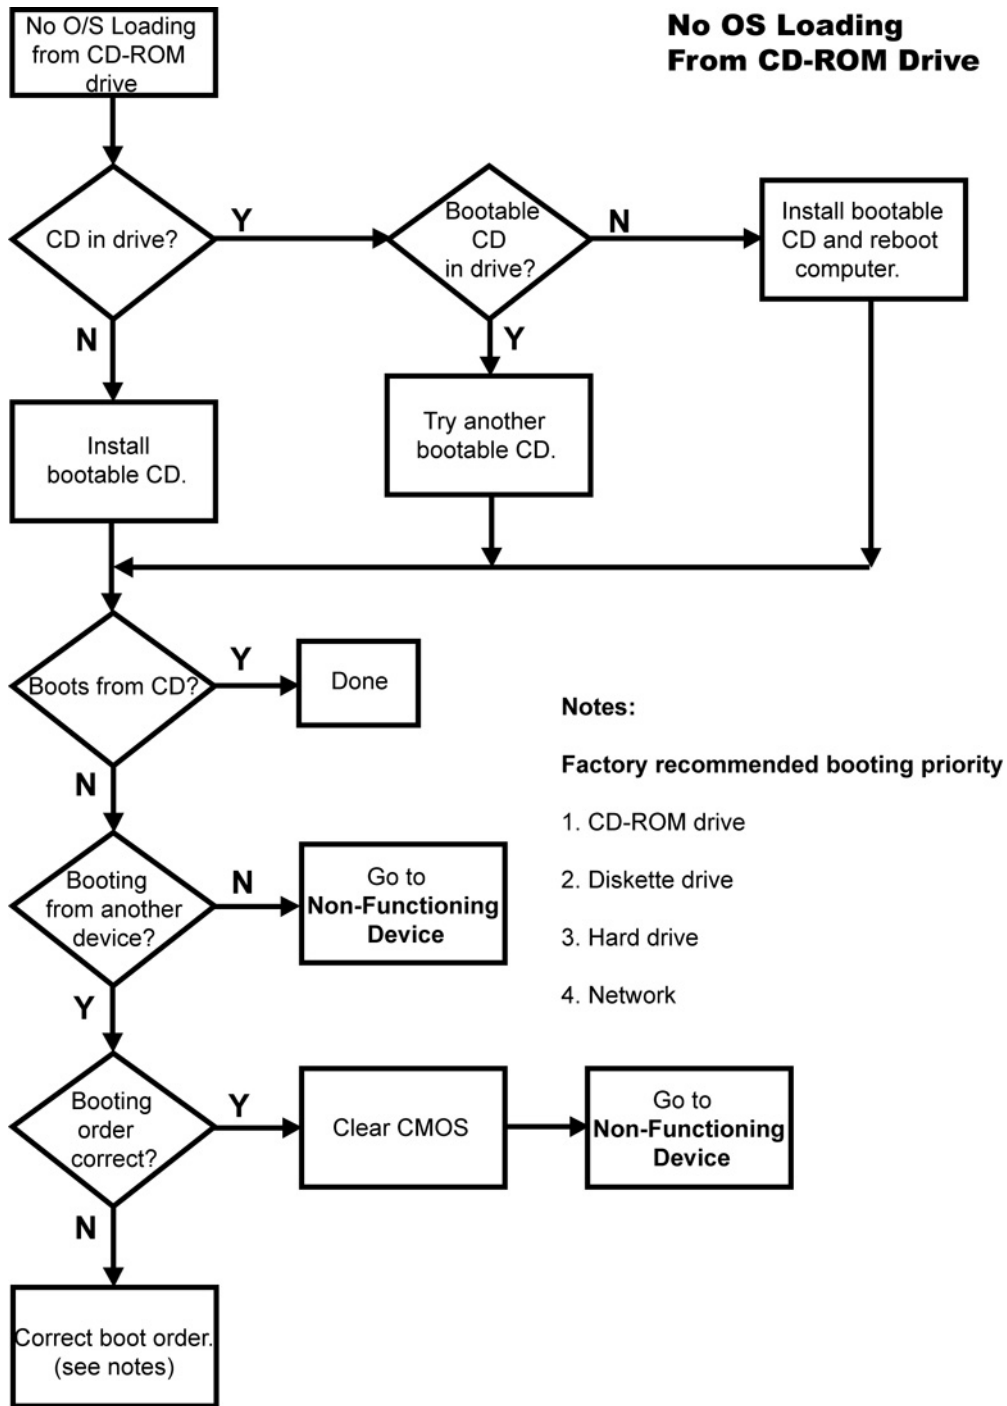 No O/S Loading
from CD-ROM
drive
No OS Loading
From CD-ROM Drive
CD in drive?
Y
Bootable
CD
in drive?
N
Install bootable
CD and reboot
computer.
N
Y
Install
bootable CD.
Try another
bootable CD.
Boots from CD?
Y
Done
N
Notes:
Factory recommended booting priority
1. CD-ROM drive
2. Diskette drive
3. Hard drive
4. Network
Booting
from another
device?
N
Go to
Non-Functioning
Device
Y
Booting
order
correct?
Y
Clear CMOS
Go to
Non-Functioning
Device
N
Correct boot order.
(see notes)